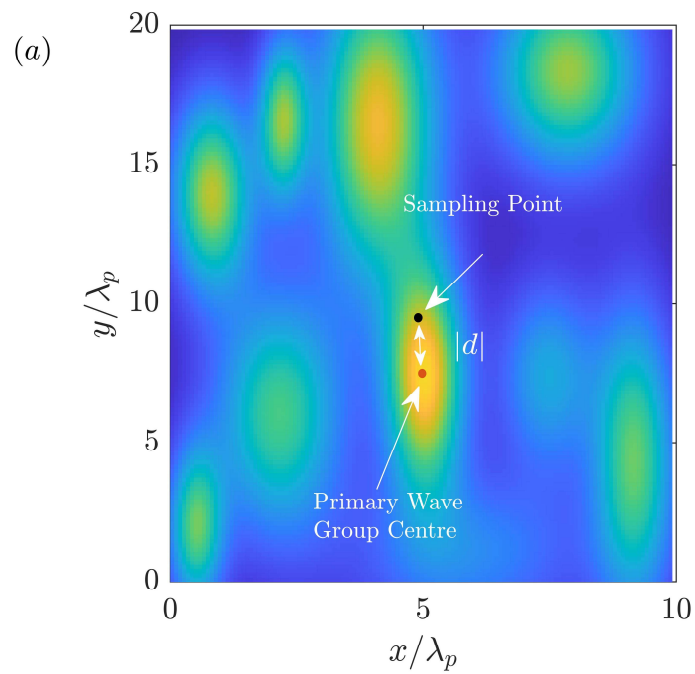 (a)
20
15
10
5
0
y/λₚ
Sampling Point
|d|
Primary Wave
Group Centre
0 5 10
x/λₚ